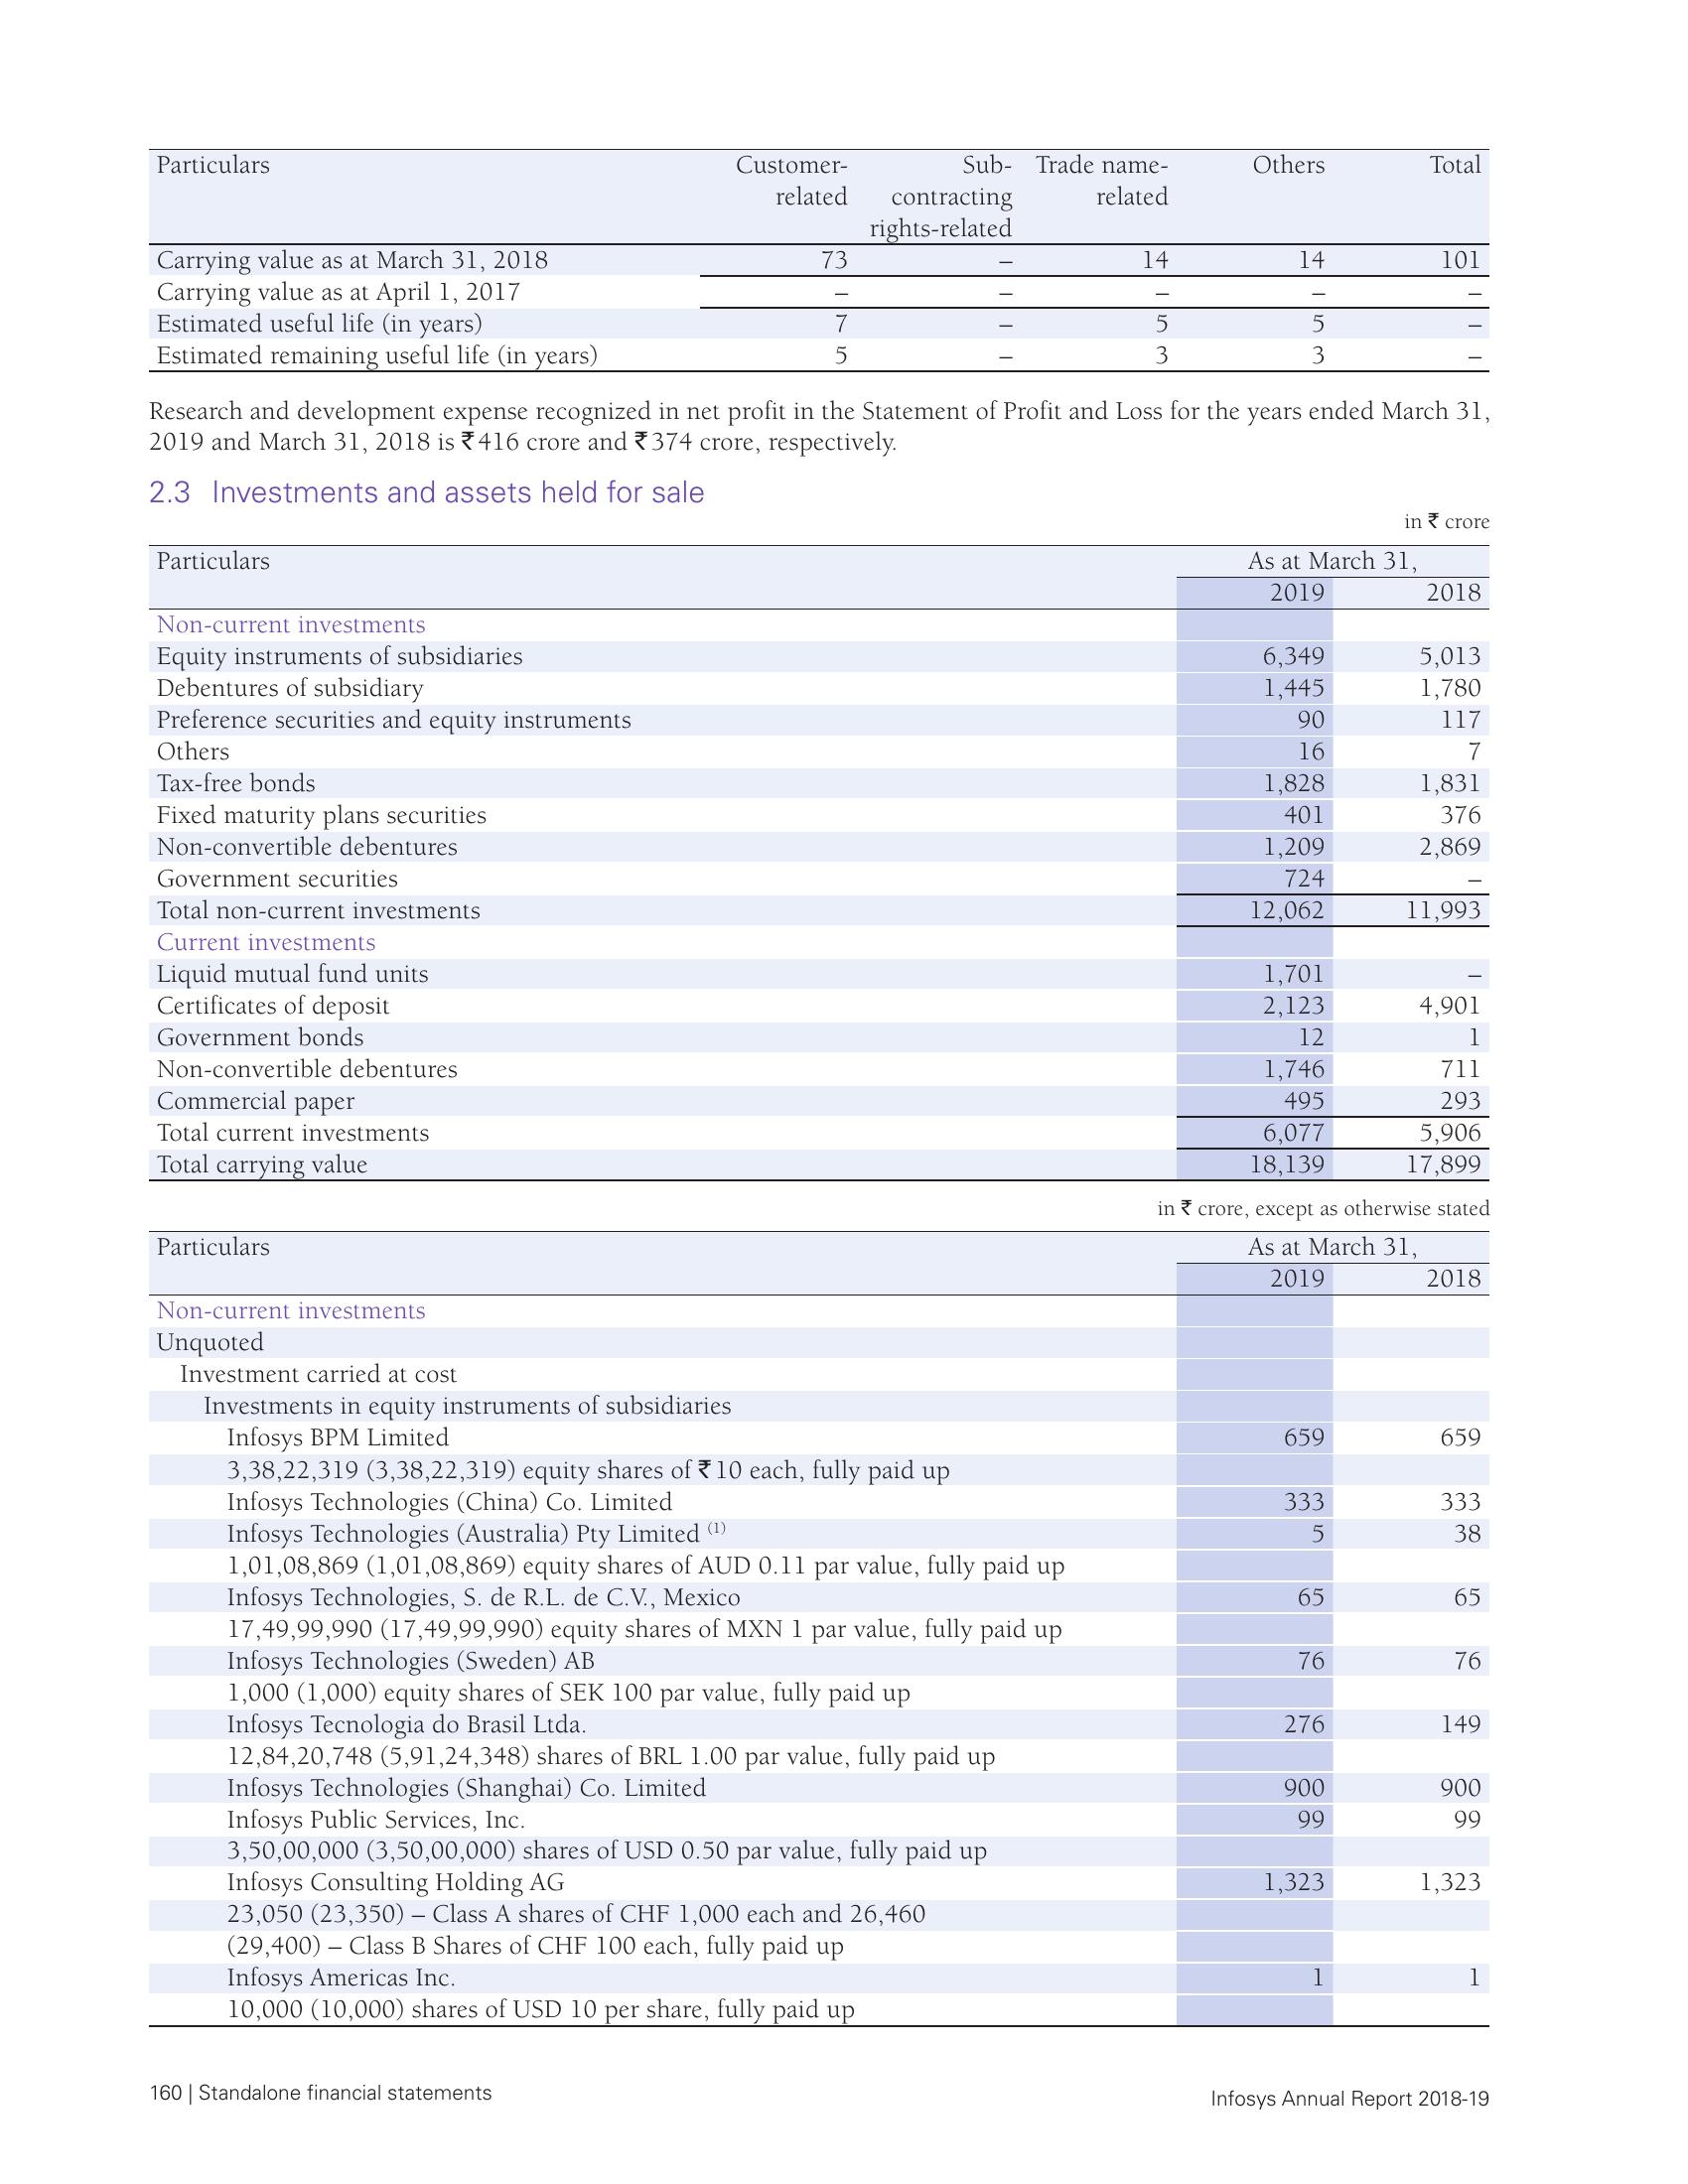 Particulars Customer- Sub- Trade name- Others Total
related contracting related
rights-related
Carrying value as at March 31, 2018 73 – 14 14 101
Carrying value as at April 1, 2017 – – – – –
Estimated useful life (in years) 7 – 5 5 –
Estimated remaining useful life (in years) 5 – 3 3 –
Research and development expense recognized in net profit in the Statement of Profit and Loss for the years ended March 31,
2019 and March 31, 2018 is ₹416 crore and ₹374 crore, respectively.
2.3 Investments and assets held for sale
in ₹ crore
Particulars As at March 31,
2019 2018
Non-current investments
Equity instruments of subsidiaries 6,349 5,013
Debentures of subsidiary 1,445 1,780
Preference securities and equity instruments 90 117
Others 16 7
Tax-free bonds 1,828 1,831
Fixed maturity plans securities 401 376
Non-convertible debentures 1,209 2,869
Government securities 724 –
Total non-current investments 12,062 11,993
Current investments
Liquid mutual fund units 1,701 –
Certificates of deposit 2,123 4,901
Government bonds 12 1
Non-convertible debentures 1,746 711
Commercial paper 495 293
Total current investments 6,077 5,906
Total carrying value 18,139 17,899
in ₹ crore, except as otherwise stated
Particulars As at March 31,
2019 2018
Non-current investments
Unquoted
Investment carried at cost
Investments in equity instruments of subsidiaries
Infosys BPM Limited 659 659
3,38,22,319 (3,38,22,319) equity shares of ₹10 each, fully paid up
Infosys Technologies (China) Co. Limited 333 333
Infosys Technologies (Australia) Pty Limited (1) 5 38
1,01,08,869 (1,01,08,869) equity shares of AUD 0.11 par value, fully paid up
Infosys Technologies, S. de R.L. de C.V., Mexico 65 65
17,49,99,990 (17,49,99,990) equity shares of MXN 1 par value, fully paid up
Infosys Technologies (Sweden) AB 76 76
1,000 (1,000) equity shares of SEK 100 par value, fully paid up
Infosys Tecnologia do Brasil Ltda. 276 149
12,84,20,748 (5,91,24,348) shares of BRL 1.00 par value, fully paid up
Infosys Technologies (Shanghai) Co. Limited 900 900
Infosys Public Services, Inc. 99 99
3,50,00,000 (3,50,00,000) shares of USD 0.50 par value, fully paid up
Infosys Consulting Holding AG 1,323 1,323
23,050 (23,350) – Class A shares of CHF 1,000 each and 26,460
(29,400) – Class B Shares of CHF 100 each, fully paid up
Infosys Americas Inc. 1 1
10,000 (10,000) shares of USD 10 per share, fully paid up
160 | Standalone financial statements Infosys Annual Report 2018-19